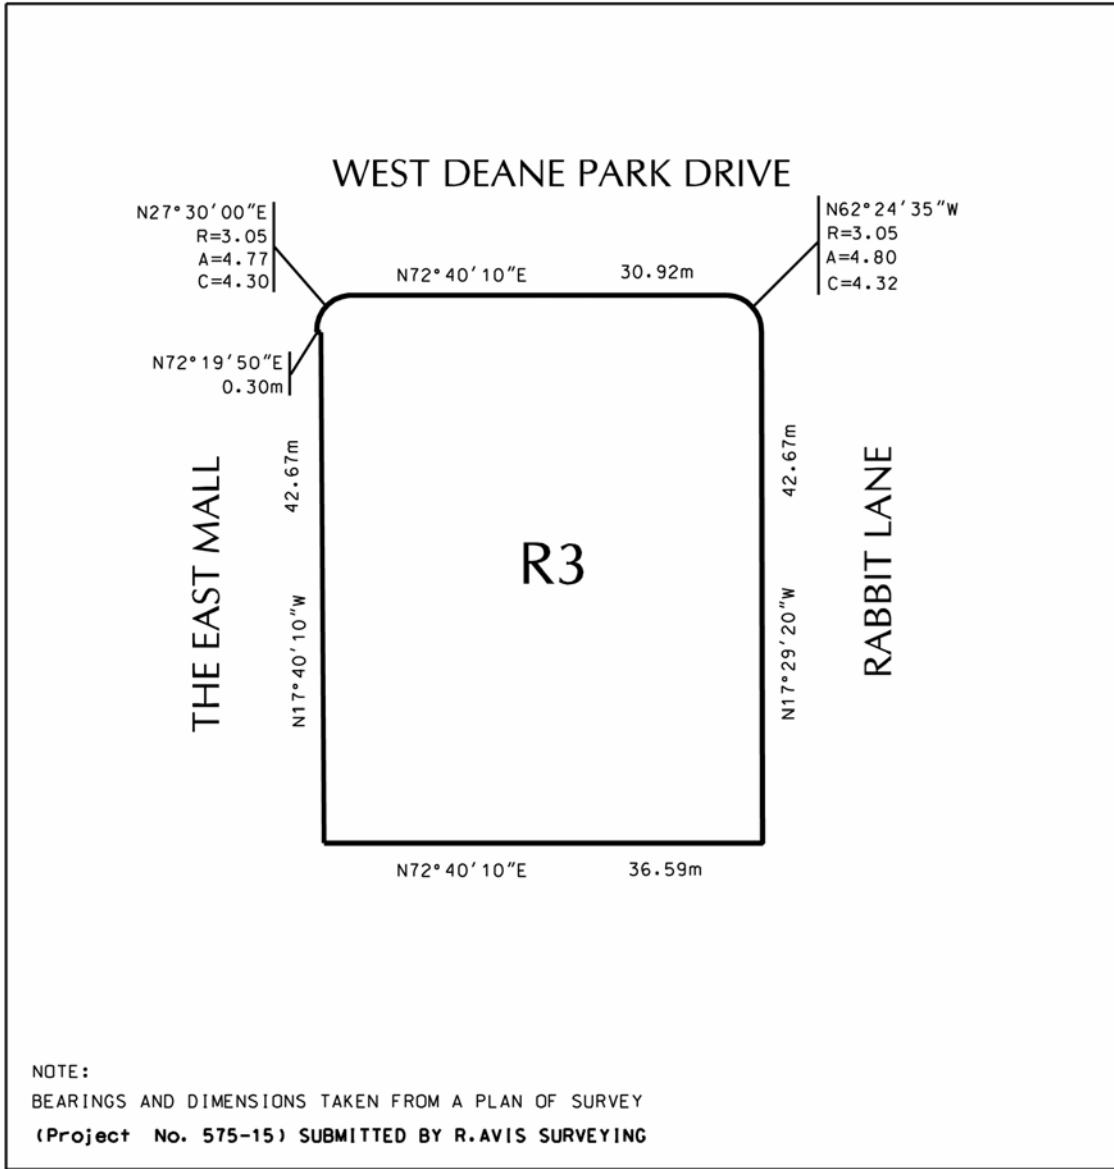 WEST DEANE PARK DRIVE
N27°30'00"E
R=3.05
A=4.77
C=4.30
N62°24'35"W
R=3.05
A=4.80
C=4.32
N72°40'10"E 30.92m
N72°19'50"E
0.30m
THE EAST MALL
N17°40'10"W 42.67m
R3
N17°29'20"W 42.67m
RABBIT LANE
N72°40'10"E 36.59m
NOTE:
BEARINGS AND DIMENSIONS TAKEN FROM A PLAN OF SURVEY
(Project No. 575-15) SUBMITTED BY R.AVIS SURVEYING